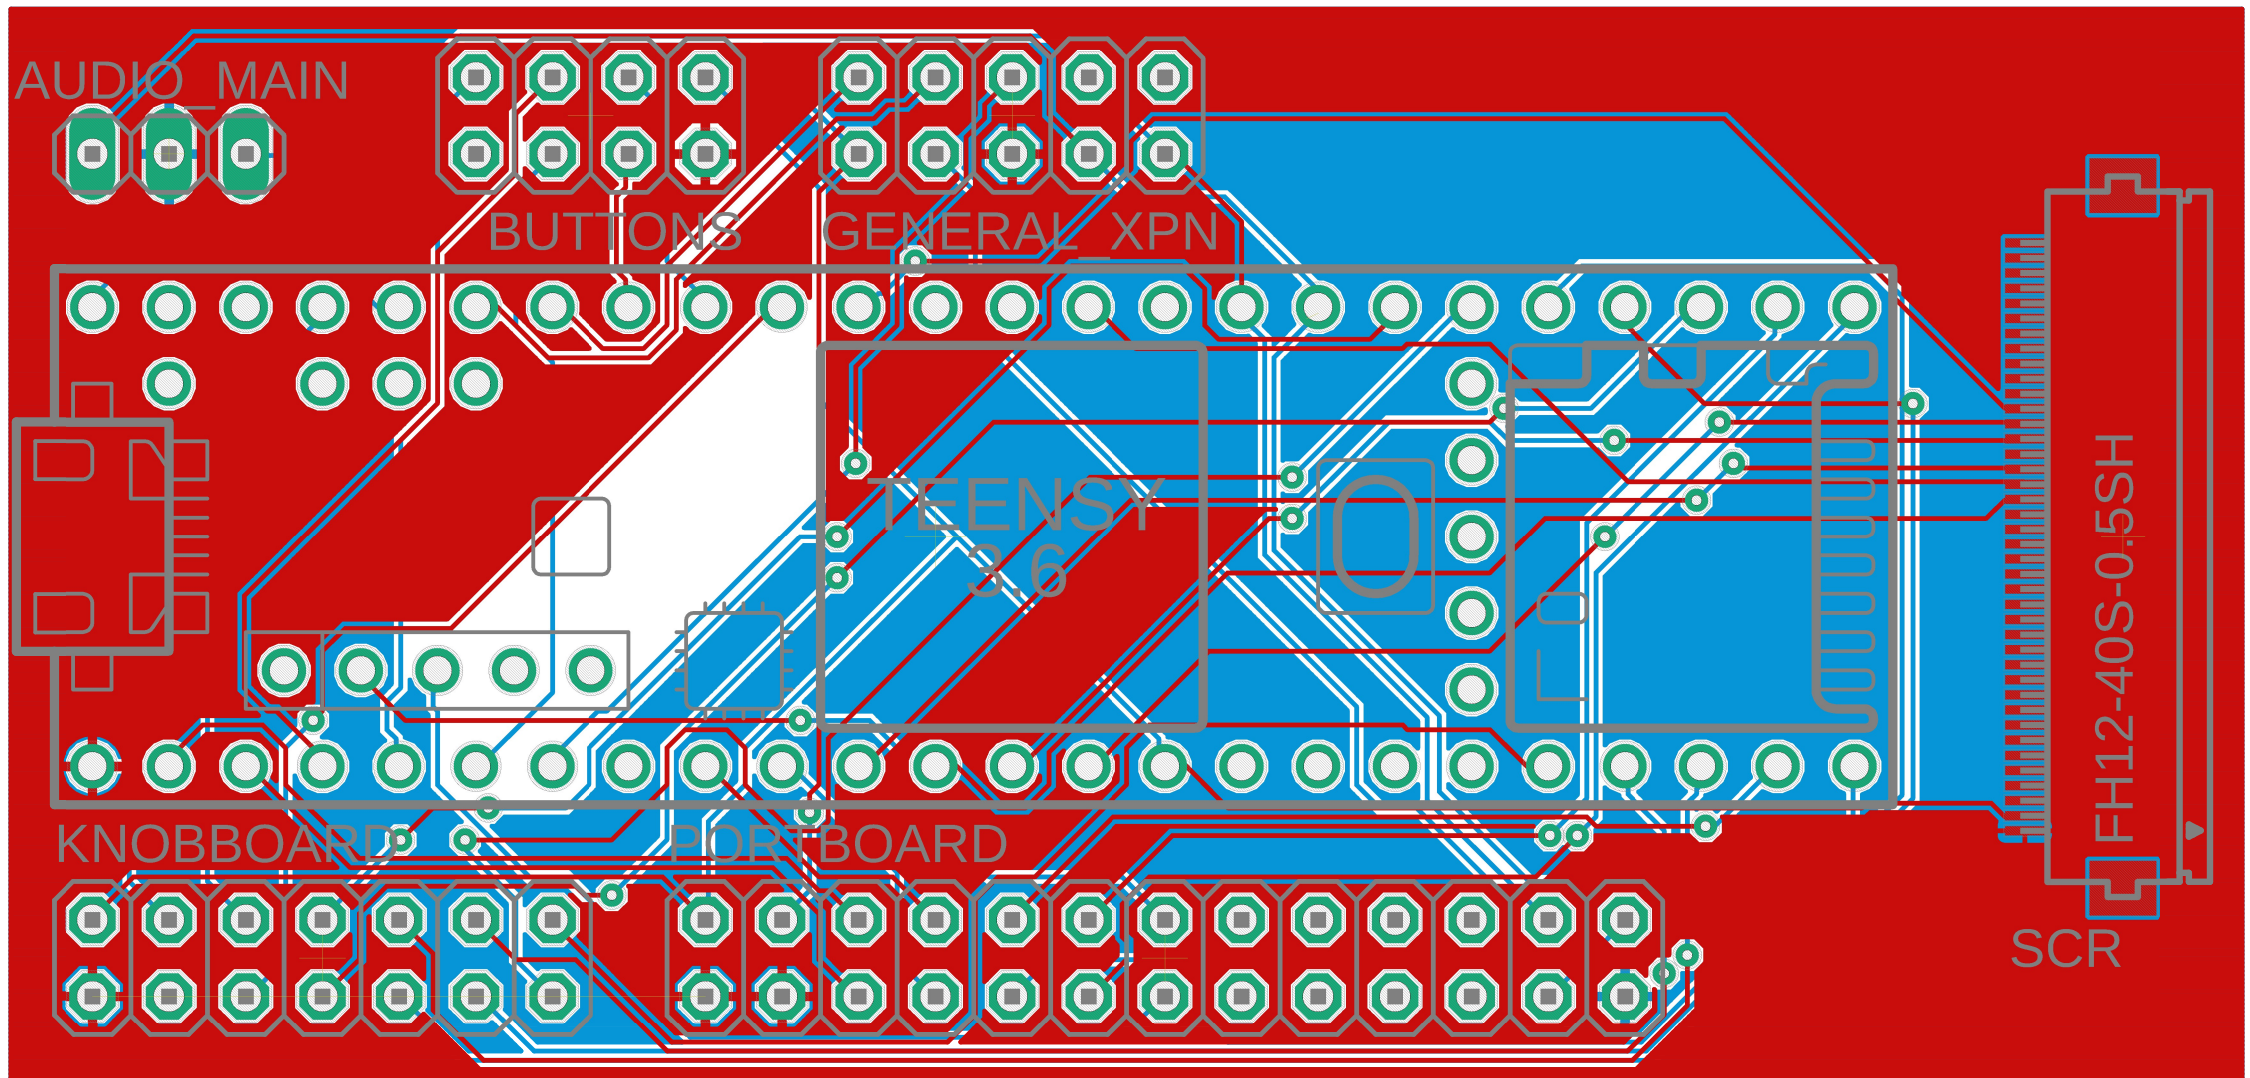 AUDIO_MAIN
BUTTONS
GENERAL_XPN
TEENSY
3.6
FH12-40S-0.5SH
KNOBBOARD
PORTBOARD
SCR